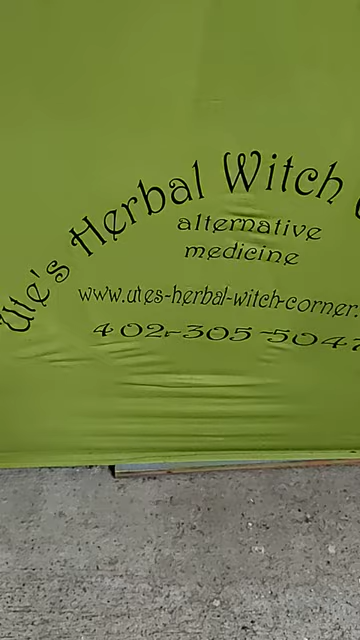 Ute's Herbal Witch
alternative
medicine
www.utes-herbal-witch-corner.
402-305-5047